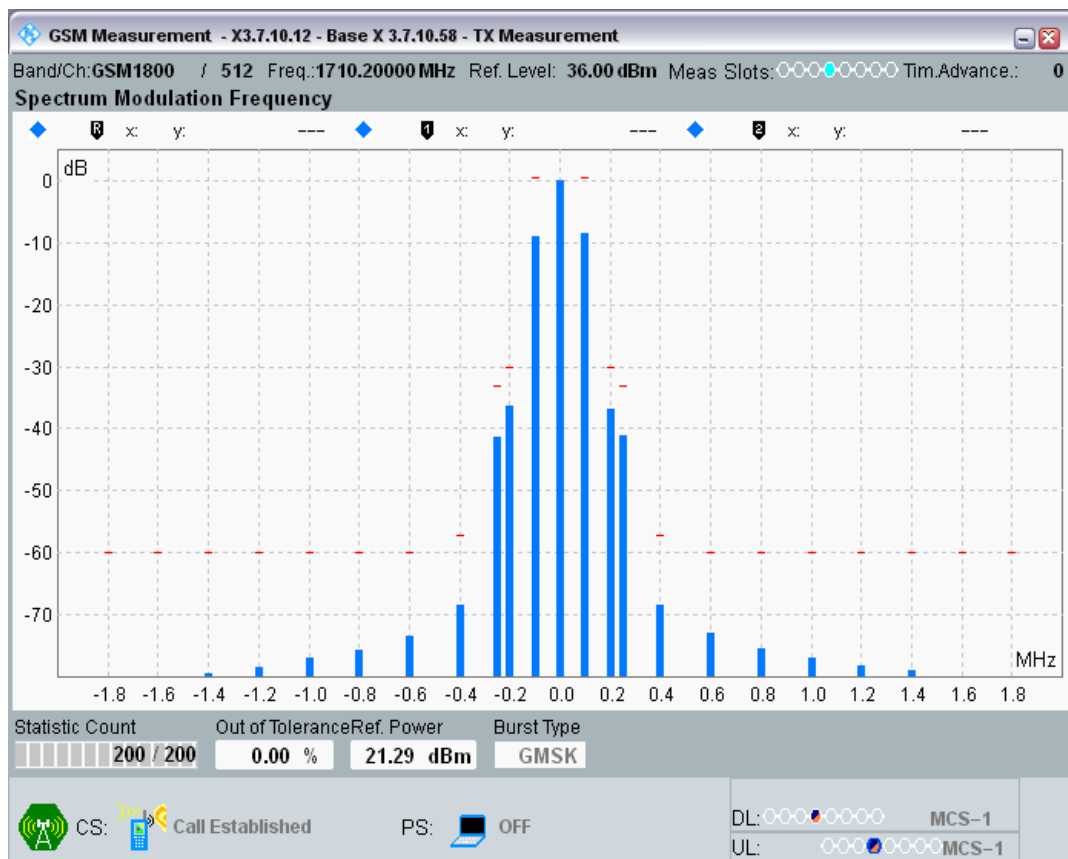 GSM Measurement - X3.7.10.12 - Base X 3.7.10.58 - TX Measurement
Band/Ch:GSM1800 / 512 Freq.:1710.20000 MHz Ref. Level: 36.00 dBm Meas Slots: Tim.Advance.: 0
Spectrum Modulation Frequency
R x: y: --- 1 x: y: --- 2 x: y: ---
dB
0
-10
-20
-30
-40
-50
-60
-70
MHz
-1.8 -1.6 -1.4 -1.2 -1.0 -0.8 -0.6 -0.4 -0.2 0.0 0.2 0.4 0.6 0.8 1.0 1.2 1.4 1.6 1.8
Statistic Count Out of Tolerance Ref. Power Burst Type
200 / 200 0.00 % 21.29 dBm GMSK
CS: Call Established PS: OFF DL: MCS-1
UL: MCS-1